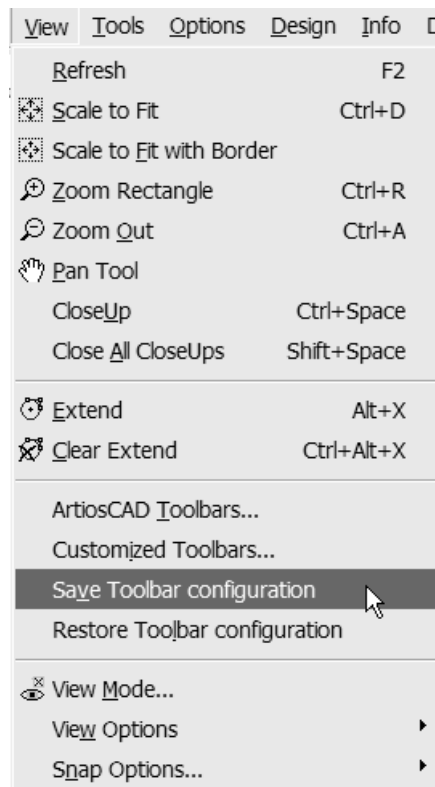 View Tools Options Design Info D
Refresh F2
Scale to Fit Ctrl+D
Scale to Fit with Border
Zoom Rectangle Ctrl+R
Zoom Out Ctrl+A
Pan Tool
CloseUp Ctrl+Space
Close All CloseUps Shift+Space
Extend Alt+X
Clear Extend Ctrl+Alt+X
ArtiosCAD Toolbars...
Customized Toolbars...
Save Toolbar configuration
Restore Toolbar configuration
View Mode...
View Options
Snap Options...